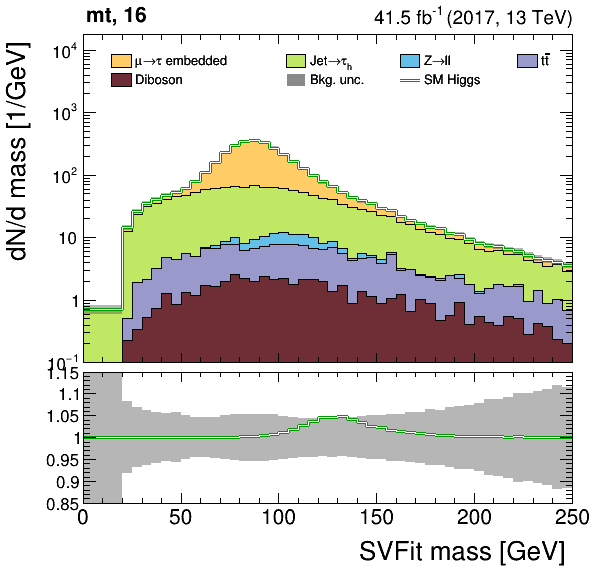 mt, 16 41.5 fb⁻¹ (2017, 13 TeV)
dN/d mass [1/GeV]
10⁴
μ→τ embedded Jet→τₕ Z→ll tt̄
Diboson Bkg. unc. SM Higgs
10³
10²
10
1
10⁻¹
1.15
1.1
1.05
1
0.95
0.9
0.85
0 50 100 150 200 250
SVFit mass [GeV]